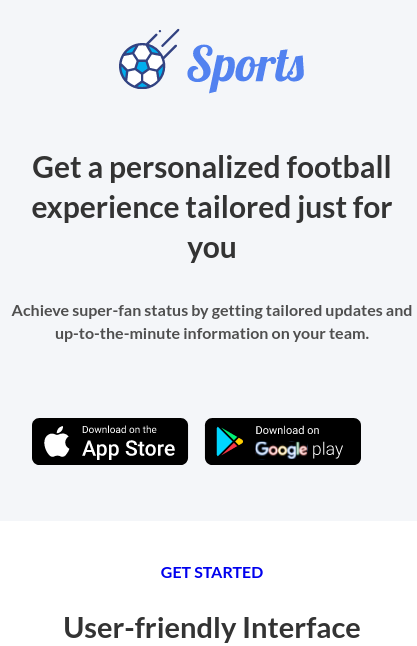 Sports
Get a personalized football
experience tailored just for
you
Achieve super-fan status by getting tailored updates and
up-to-the-minute information on your team.
Download on the
App Store
Download on
Google play
GET STARTED
User-friendly Interface